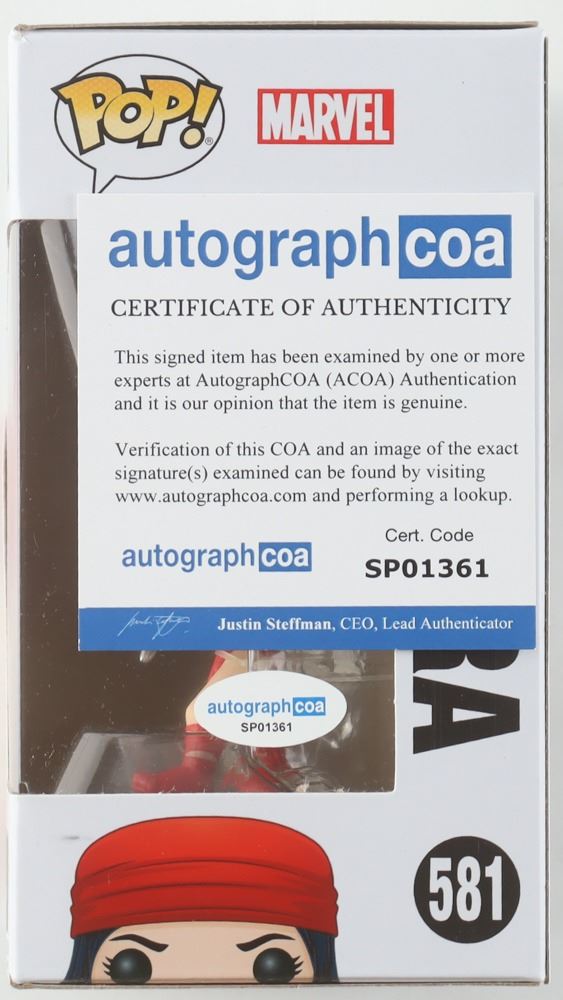 POP!
MARVEL
autographcoa
CERTIFICATE OF AUTHENTICITY
This signed item has been examined by one or more
experts at AutographCOA (ACOA) Authentication
and it is our opinion that the item is genuine.
Verification of this COA and an image of the exact
signature(s) examined can be found by visiting
www.autographcoa.com and performing a lookup.
Cert. Code
autographcoa
SP01361
Justin Steffman, CEO, Lead Authenticator
RA
autographcoa
SP01361
581